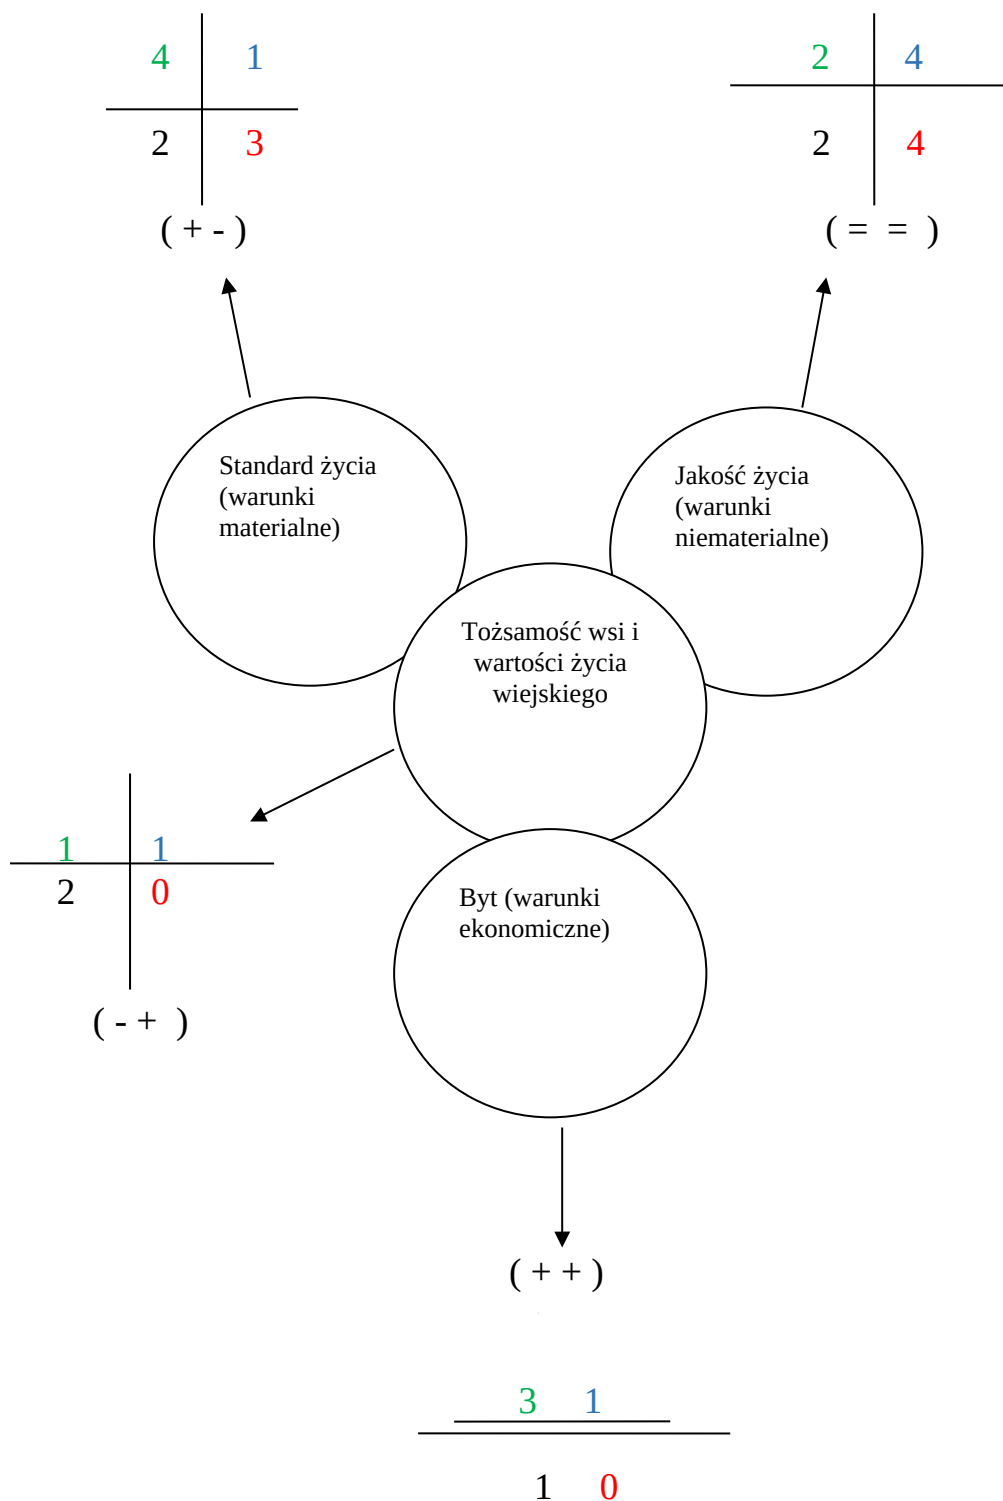 4 1
2 3
( + - )
2 4
2 4
( = = )
Standard życia
(warunki
materialne)
Jakość życia
(warunki
niematerialne)
Tożsamość wsi i
wartości życia
wiejskiego
1 1
2 0
( - + )
Byt (warunki
ekonomiczne)
( + + )
3 1
1 0